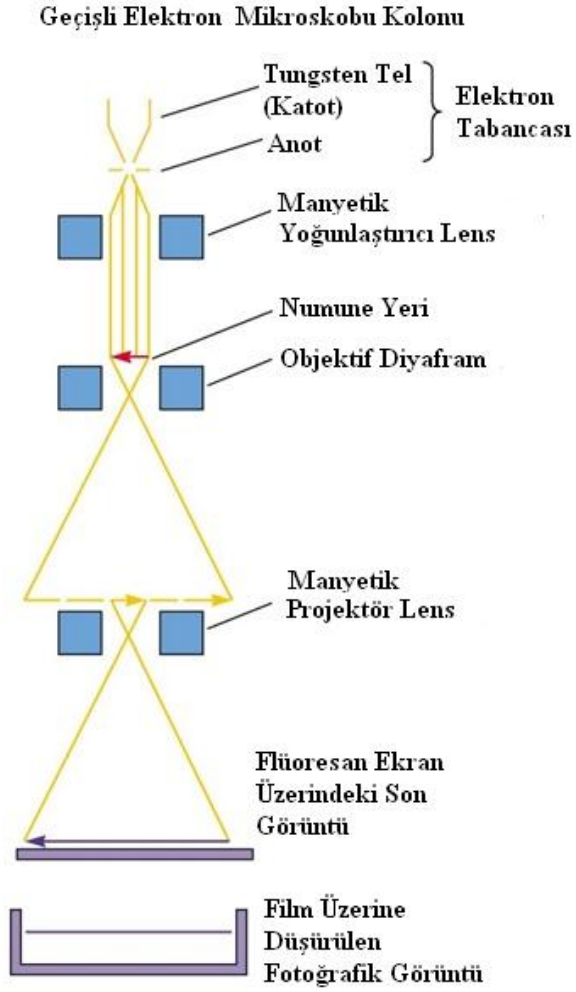 Geçişli Elektron Mikroskobu Kolonu
Tungsten Tel
(Katot)
Elektron
Tabancası
Anot
Manyetik
Yoğunlaştırıcı Lens
Numune Yeri
Objektif Diyafram
Manyetik
Projektör Lens
Flüoresan Ekran
Üzerindeki Son
Görüntü
Film Üzerine
Düşürülen
Fotoğrafik Görüntü